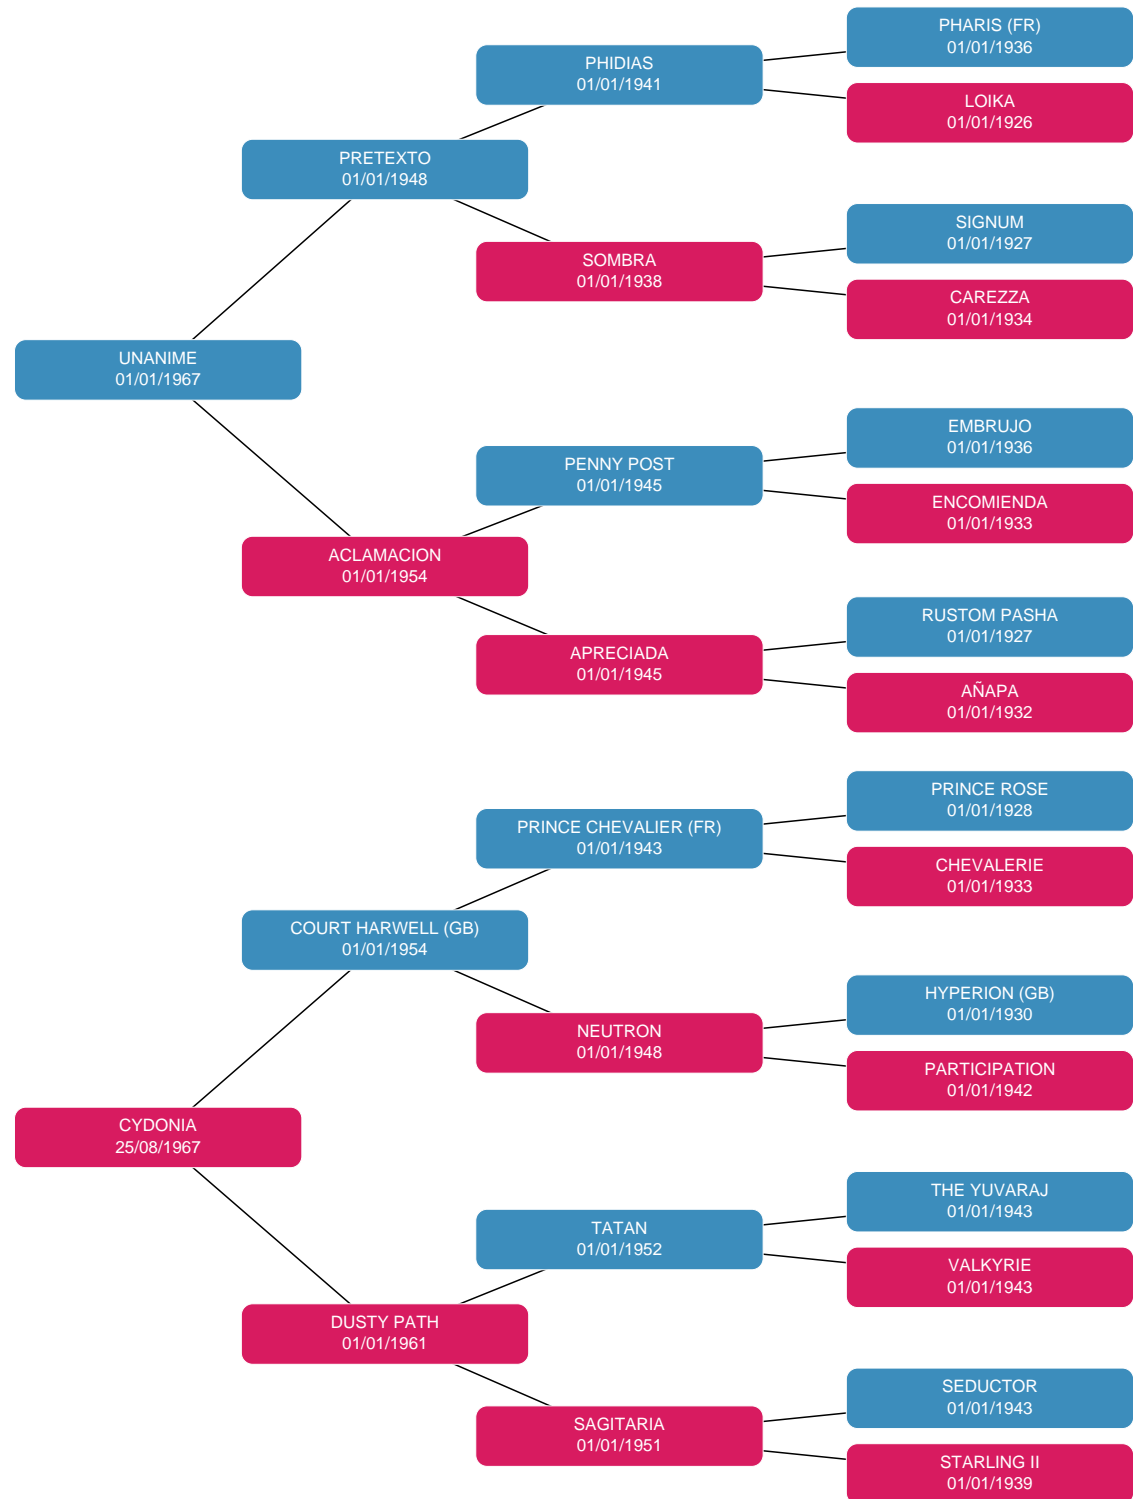 PHARIS (FR)
01/01/1936
PHIDIAS
01/01/1941
LOIKA
01/01/1926
PRETEXTO
01/01/1948
SIGNUM
01/01/1927
SOMBRA
01/01/1938
CAREZZA
01/01/1934
UNANIME
01/01/1967
EMBRUJO
01/01/1936
PENNY POST
01/01/1945
ENCOMIENDA
01/01/1933
ACLAMACION
01/01/1954
RUSTOM PASHA
01/01/1927
APRECIADA
01/01/1945
AÑAPA
01/01/1932
PRINCE ROSE
01/01/1928
PRINCE CHEVALIER (FR)
01/01/1943
CHEVALERIE
01/01/1933
COURT HARWELL (GB)
01/01/1954
HYPERION (GB)
01/01/1930
NEUTRON
01/01/1948
PARTICIPATION
01/01/1942
CYDONIA
25/08/1967
THE YUVARAJ
01/01/1943
TATAN
01/01/1952
VALKYRIE
01/01/1943
DUSTY PATH
01/01/1961
SEDUCTOR
01/01/1943
SAGITARIA
01/01/1951
STARLING II
01/01/1939